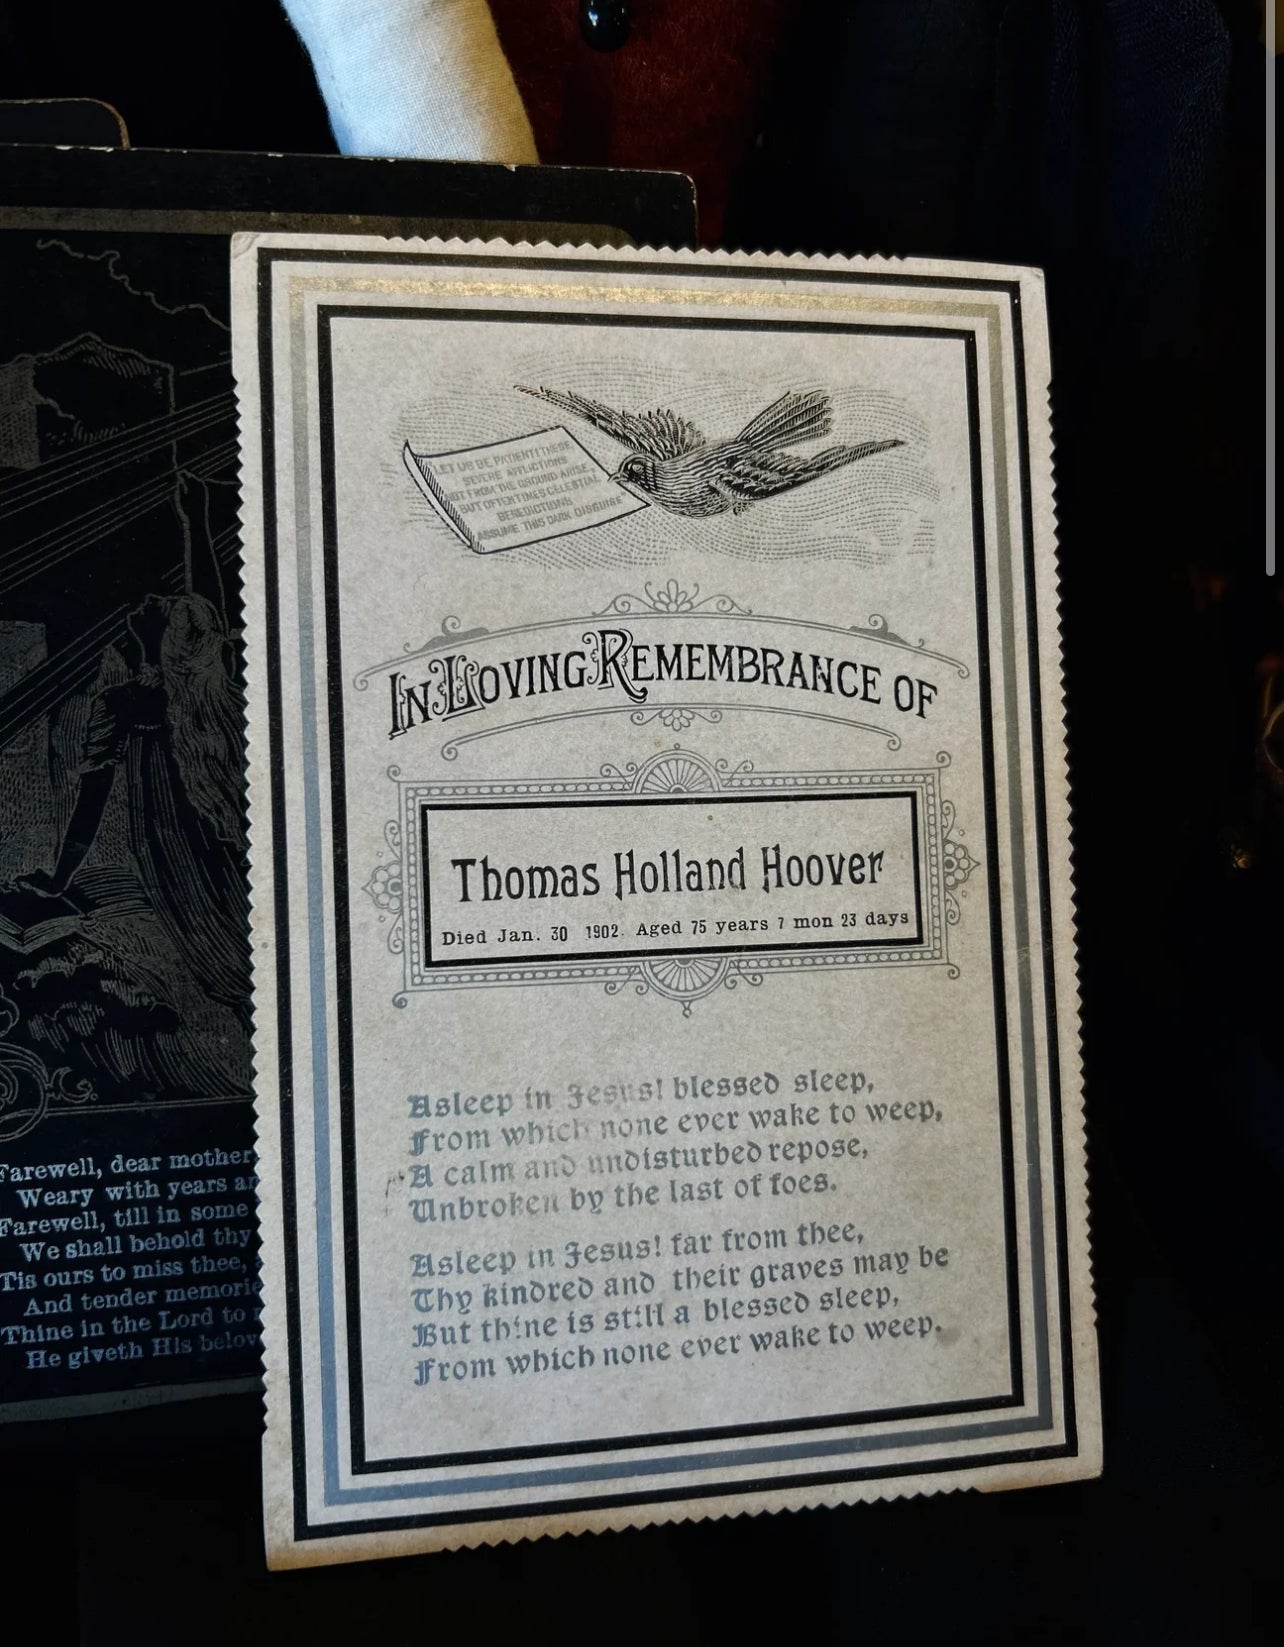 LET US BE PATIENT! THESE
SEVERE AFFLICTIONS
NOT FROM THE GROUND ARISE,
BUT OFTENTIMES CELESTIAL
BENEDICTIONS
ASSUME THIS DARK DISGUISE
IN LOVING REMEMBRANCE OF
Thomas Holland Hoover
Died Jan. 30 1902. Aged 75 years 7 mon 23 days
Asleep in Jesus! blessed sleep,
From which none ever wake to weep,
A calm and undisturbed repose,
Unbroken by the last of foes.
Asleep in Jesus! far from thee,
Thy kindred and their graves may be
But thine is still a blessed sleep,
From which none ever wake to weep.
Farewell, dear mother
Weary with years
Farewell, till in some
We shall behold thy
Tis ours to miss thee,
And tender
Thine in the Lord to
He giveth His